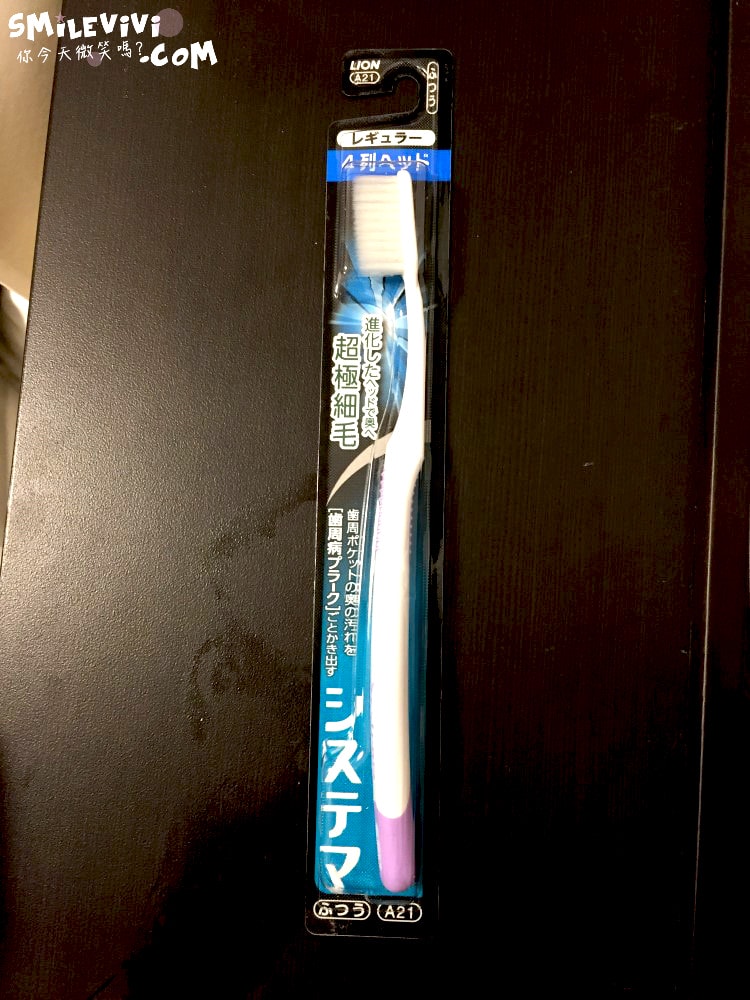 SMiLEViVi
你今天微笑嗎?
.COM
LION
A21
ふつう
レギュラー
4列ヘッド
進化したヘッドで奥へ
超極細毛
歯周ポケットの奥の汚れを
[歯周病プラーク]ごとかき出す
システマ
ふつう A21